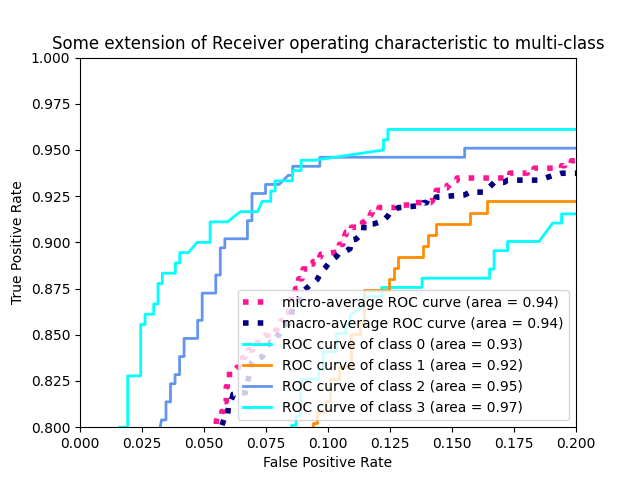 Some extension of Receiver operating characteristic to multi-class
1.000
0.975
0.950
0.925
0.900
0.875
0.850
0.825
0.800
True Positive Rate
micro-average ROC curve (area = 0.94)
macro-average ROC curve (area = 0.94)
ROC curve of class 0 (area = 0.93)
ROC curve of class 1 (area = 0.92)
ROC curve of class 2 (area = 0.95)
ROC curve of class 3 (area = 0.97)
0.000 0.025 0.050 0.075 0.100 0.125 0.150 0.175 0.200
False Positive Rate